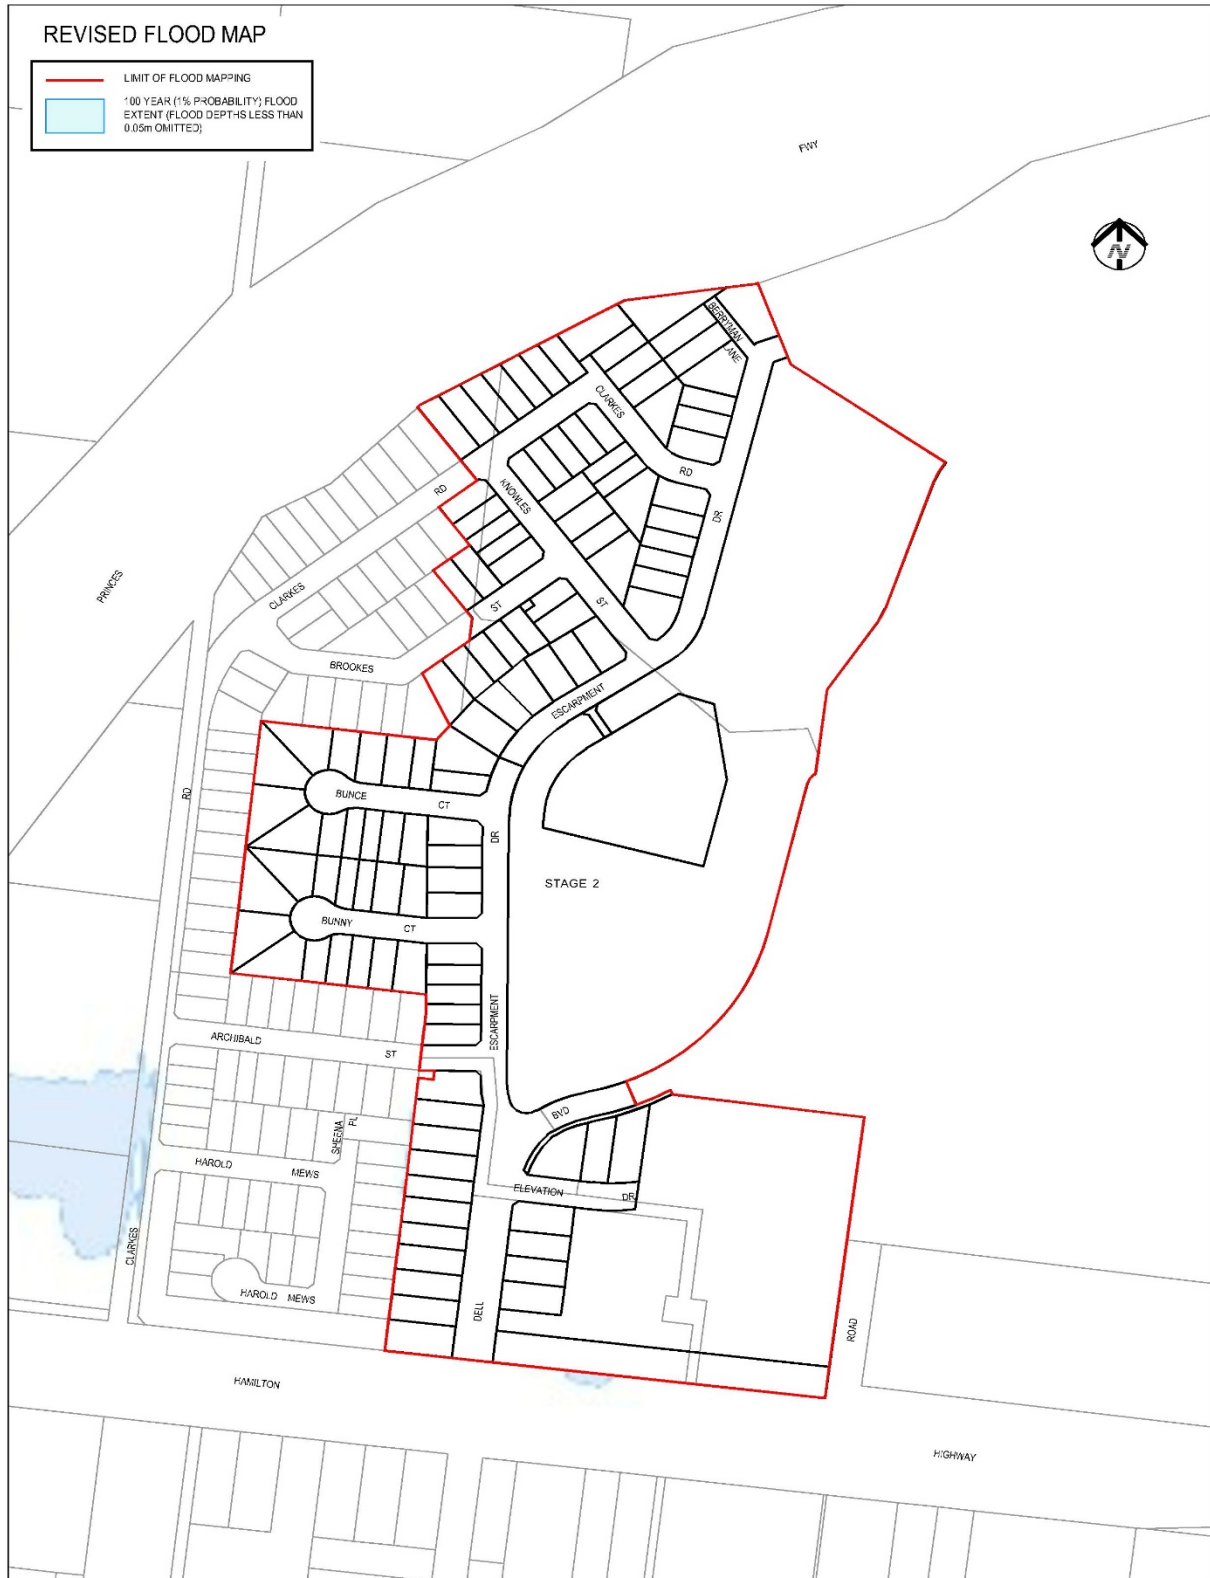 REVISED FLOOD MAP
LIMIT OF FLOOD MAPPING
100 YEAR (1% PROBABILITY) FLOOD
EXTENT (FLOOD DEPTHS LESS THAN
0.05m OMITTED)
FWY
N
BERRYMAN
LANE
CLARKES
RD
RD
KNOWLES
DR
PRINCES
CLARKES
ST
ST
BROOKES
ESCARPMENT
RD
BUNCE
CT
DR
STAGE 2
BUNNY
CT
ESCARPMENT
ARCHIBALD
ST
BVD
SHEENA
PL
HAROLD
MEWS
ELEVATION
DR
CLARKES
HAROLD
MEWS
DELL
ROAD
HAMILTON
HIGHWAY